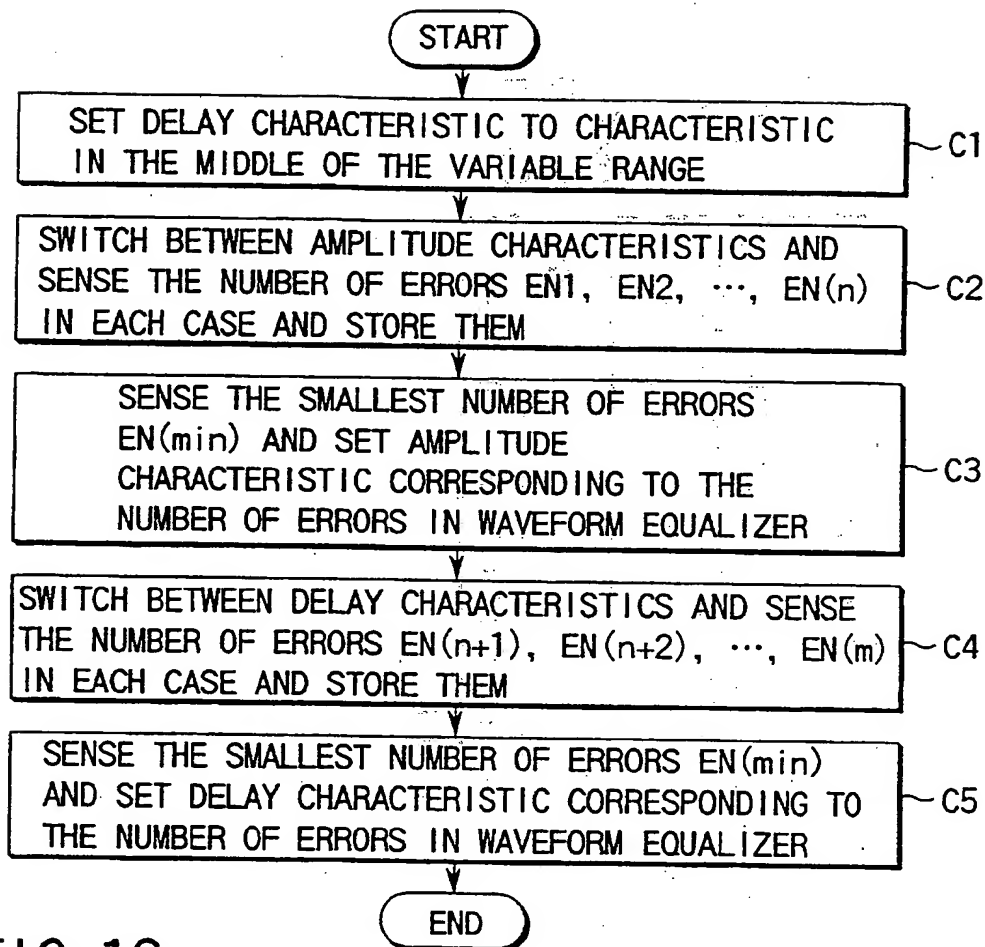 START
SET DELAY CHARACTERISTIC TO CHARACTERISTIC
IN THE MIDDLE OF THE VARIABLE RANGE
C1
SWITCH BETWEEN AMPLITUDE CHARACTERISTICS AND
SENSE THE NUMBER OF ERRORS EN1, EN2, ···, EN(n)
IN EACH CASE AND STORE THEM
C2
SENSE THE SMALLEST NUMBER OF ERRORS
EN(min) AND SET AMPLITUDE
CHARACTERISTIC CORRESPONDING TO THE
NUMBER OF ERRORS IN WAVEFORM EQUALIZER
C3
SWITCH BETWEEN DELAY CHARACTERISTICS AND SENSE
THE NUMBER OF ERRORS EN(n+1), EN(n+2), ···, EN(m)
IN EACH CASE AND STORE THEM
C4
SENSE THE SMALLEST NUMBER OF ERRORS EN(min)
AND SET DELAY CHARACTERISTIC CORRESPONDING TO
THE NUMBER OF ERRORS IN WAVEFORM EQUALIZER
C5
END